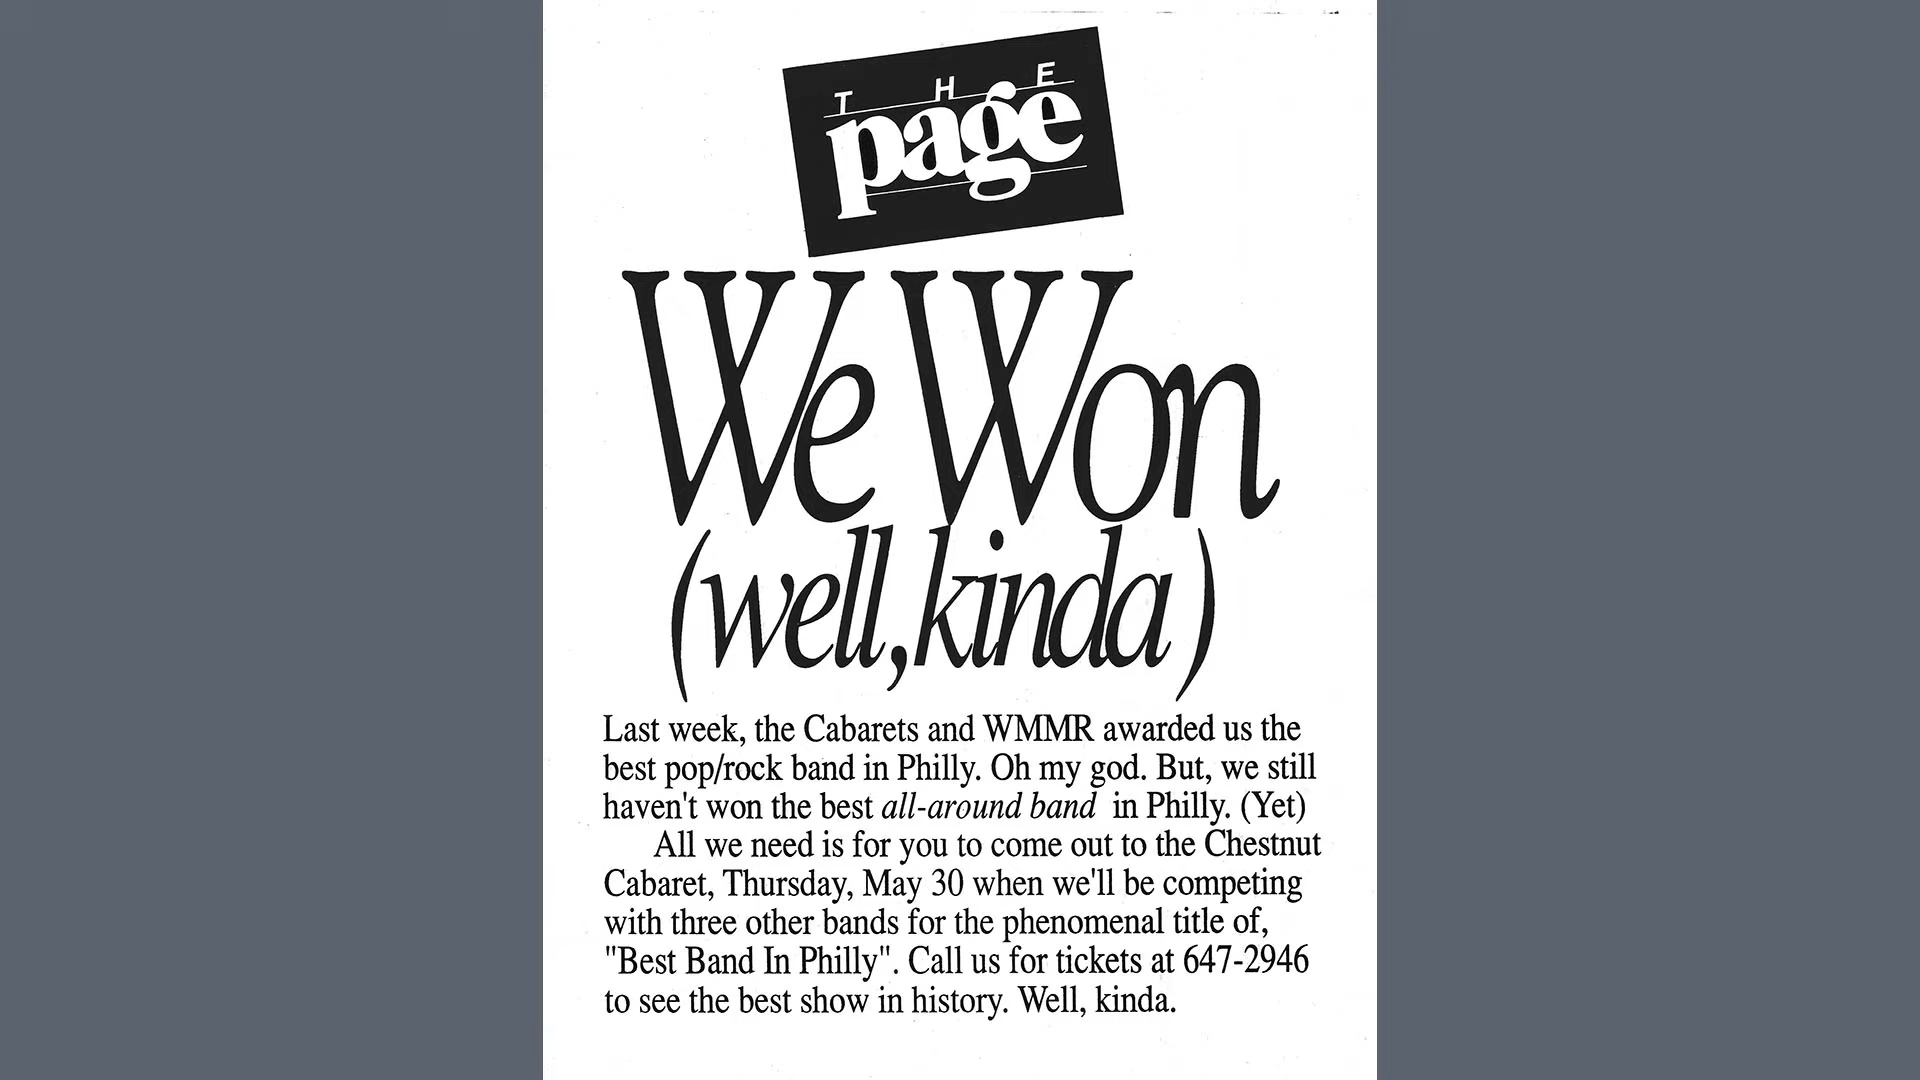 THE
page
We Won
(well, kinda)
Last week, the Cabarets and WMMR awarded us the
best pop/rock band in Philly. Oh my god. But, we still
haven't won the best all-around band in Philly. (Yet)
All we need is for you to come out to the Chestnut
Cabaret, Thursday, May 30 when we'll be competing
with three other bands for the phenomenal title of,
"Best Band In Philly". Call us for tickets at 647-2946
to see the best show in history. Well, kinda.